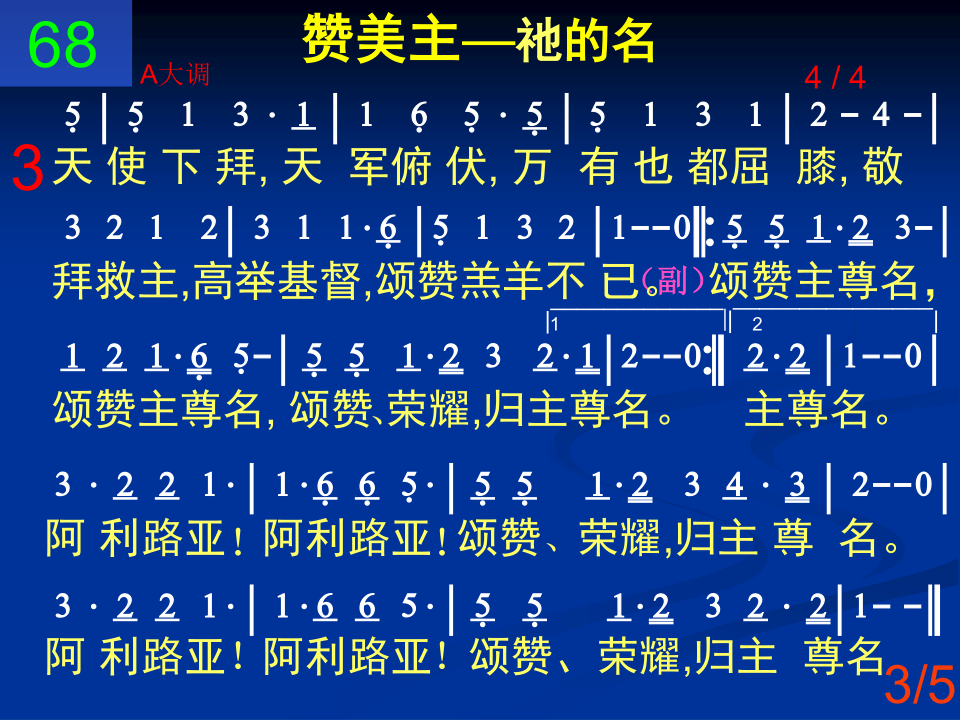 68
赞美主—祂的名
A大调
4 / 4
5 | 5 1 3 · 1 | 1 6 5 · 5 | 5 1 3 1 | 2 - 4 - |
3
天 使 下 拜, 天 军俯 伏, 万 有 也 都屈 膝, 敬
3 2 1 2 | 3 1 1·6 | 5 1 3 2 | 1--0 :‖ 5 5 1·2 3- |
拜救主,高举基督,颂赞羔羊不 已。（副）颂赞主尊名,
1
2
1 2 1·6 5- | 5 5 1·2 3 2·1 | 2--0 :‖ 2·2 | 1--0 |
颂赞主尊名, 颂赞、荣耀,归主尊名。 主尊名。
3 · 2 2 1· | 1·6 6 5· | 5 5 1·2 3 4 · 3 | 2--0 |
阿 利路亚! 阿利路亚!颂赞、荣耀,归主 尊 名。
3 · 2 2 1· | 1·6 6 5· | 5 5 1·2 3 2 · 2 | 1- - ‖
阿 利路亚! 阿利路亚! 颂赞、荣耀,归主 尊名
3/5